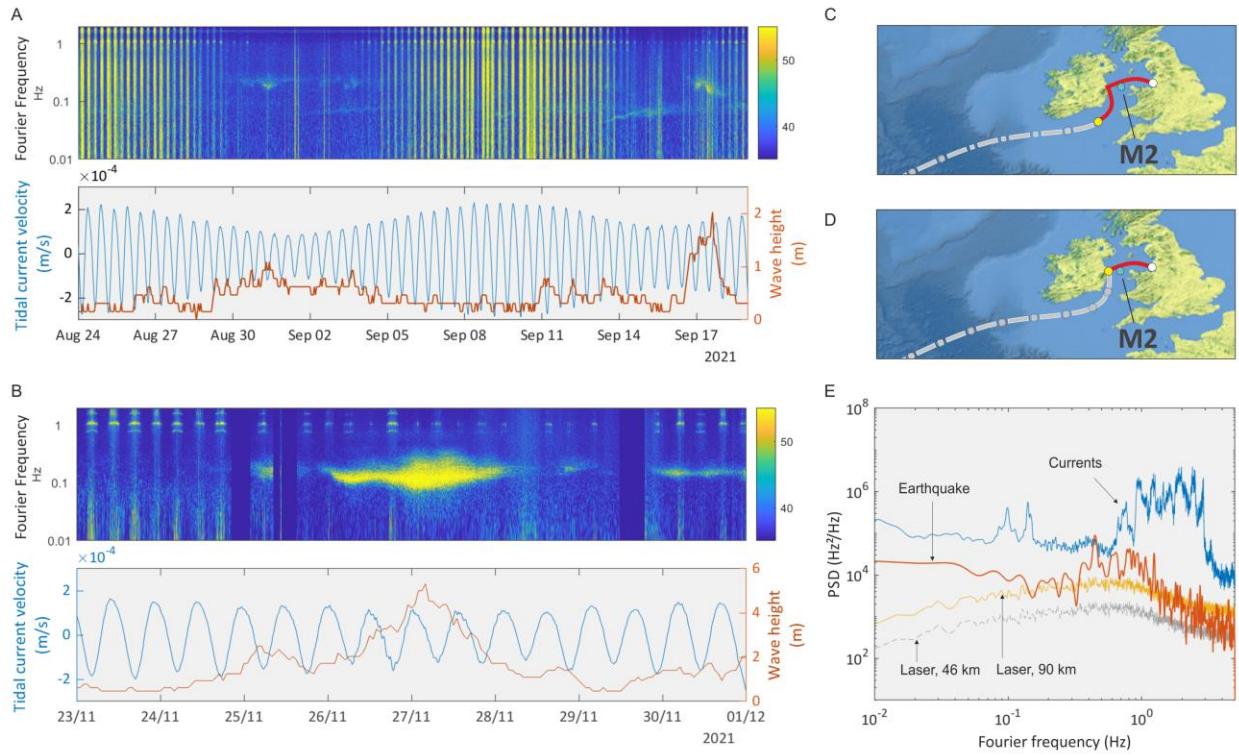 A
Fourier Frequency
Hz
1
0.1
0.01
50
40
×10⁻⁴
Tidal current velocity
(m/s)
2
0
-2
Wave height
(m)
2
1
0
Aug 24 Aug 27 Aug 30 Sep 02 Sep 05 Sep 08 Sep 11 Sep 14 Sep 17
2021
B
Fourier Frequency
Hz
1
0.1
0.01
50
40
×10⁻⁴
Tidal current velocity
(m/s)
2
0
-2
Wave height
(m)
6
4
2
0
23/11 24/11 25/11 26/11 27/11 28/11 29/11 30/11 01/12
2021
C
M2
D
M2
E
PSD (Hz²/Hz)
10⁸
10⁶
10⁴
10²
Currents
Earthquake
Laser, 46 km
Laser, 90 km
10⁻² 10⁻¹ 10⁰
Fourier frequency (Hz)